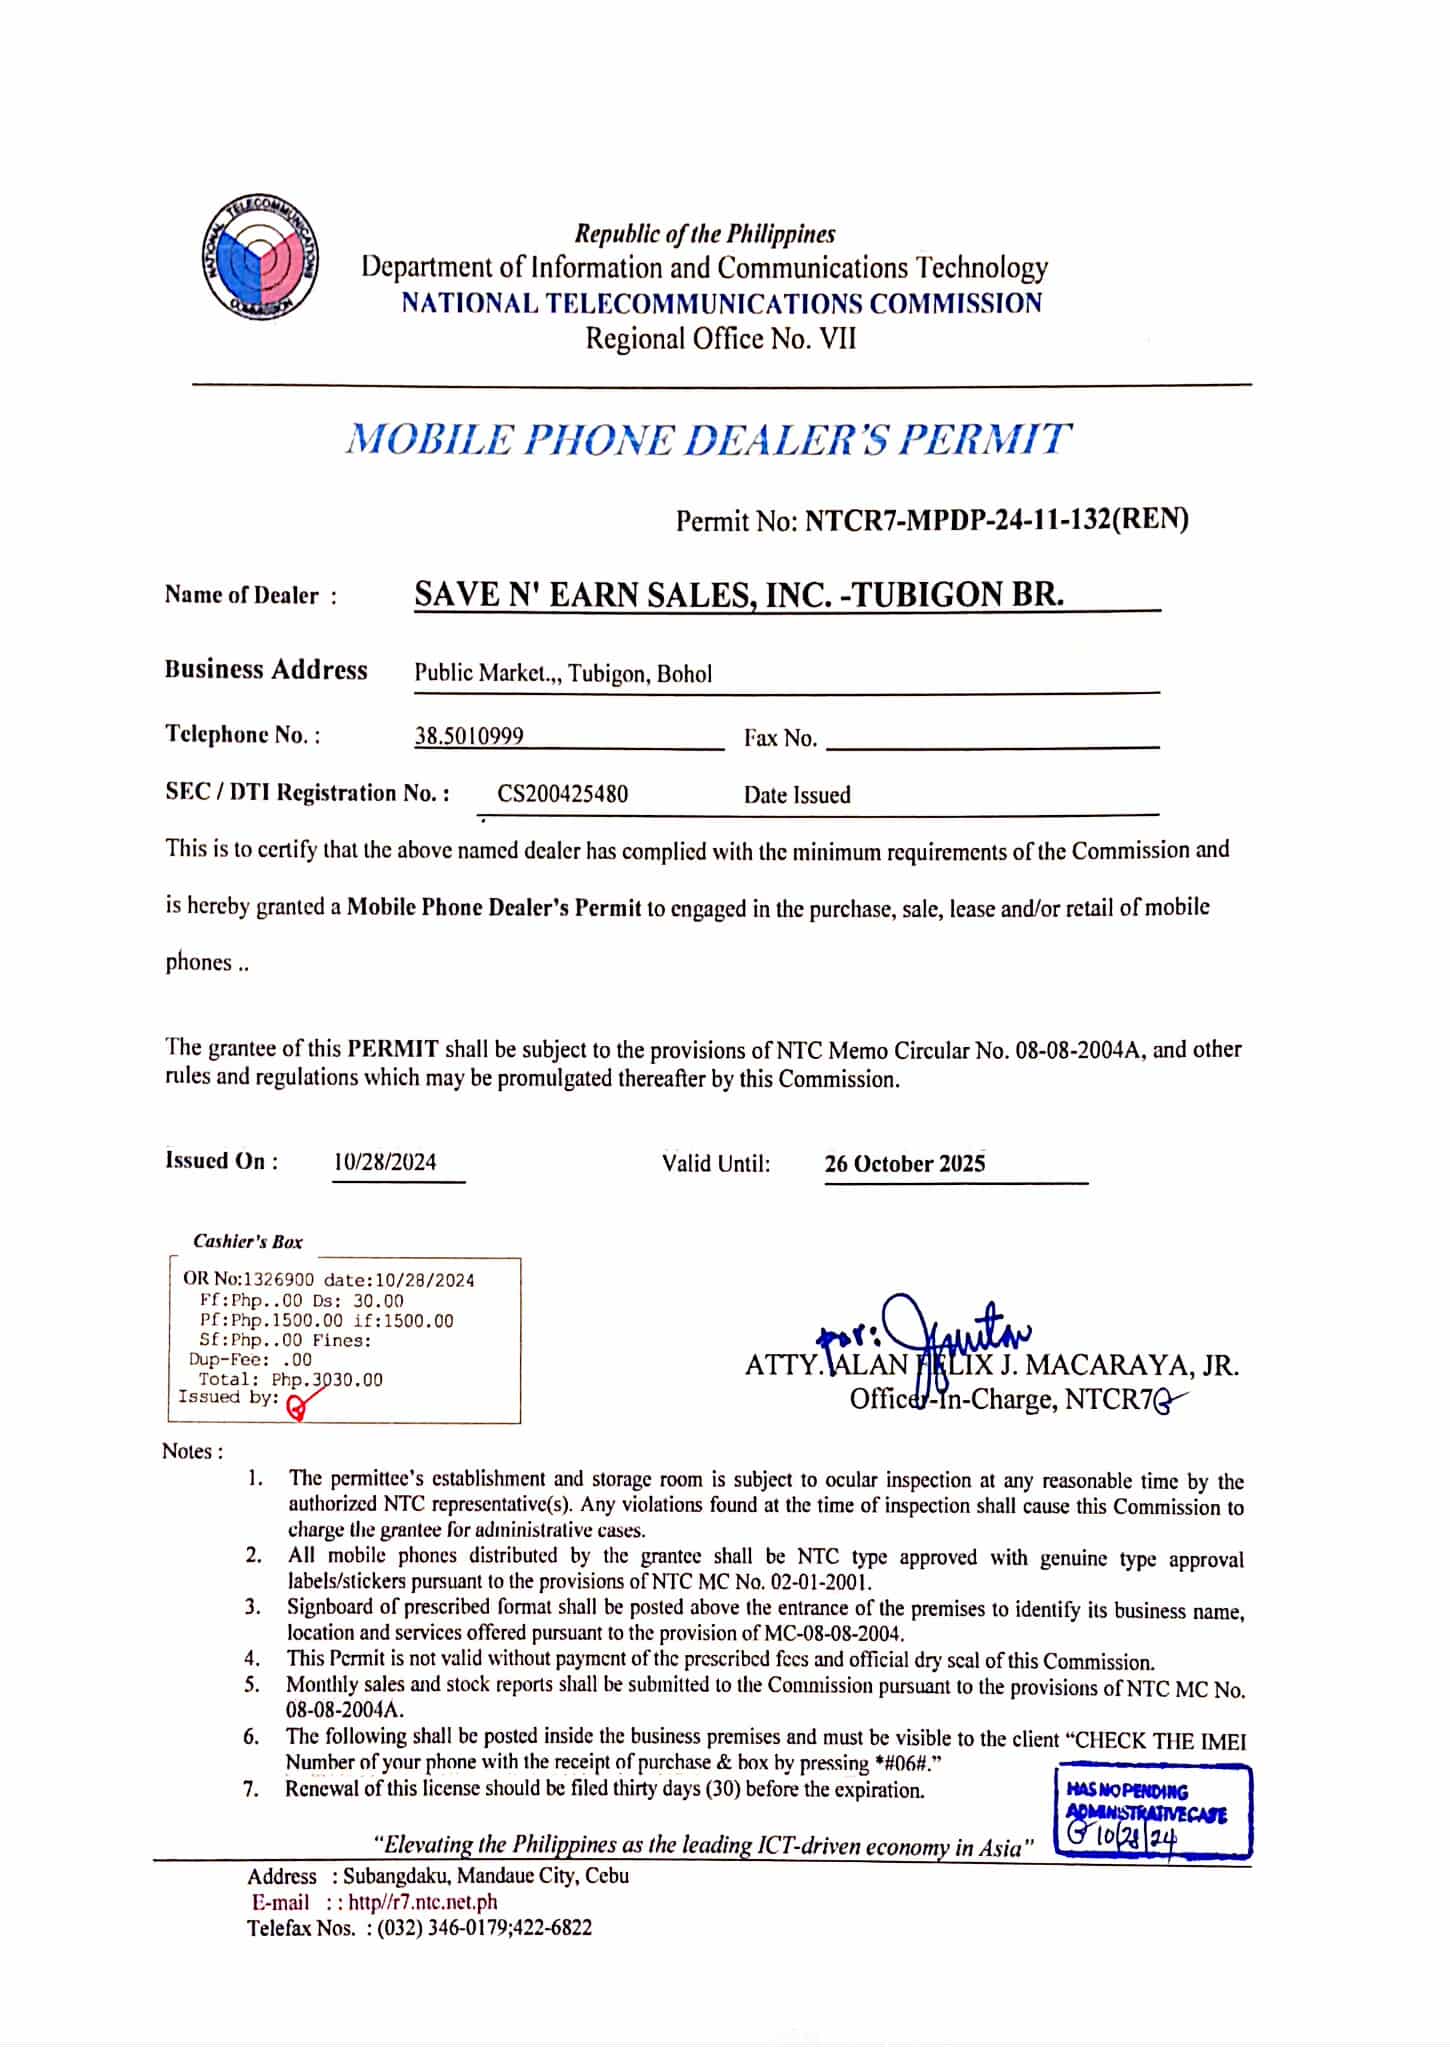 NATIONAL TELECOMMUNICATIONS COMMISSION
Republic of the Philippines
Department of Information and Communications Technology
NATIONAL TELECOMMUNICATIONS COMMISSION
Regional Office No. VII
MOBILE PHONE DEALER'S PERMIT
Permit No: NTCR7-MPDP-24-11-132(REN)
Name of Dealer : SAVE N' EARN SALES, INC. -TUBIGON BR.
Business Address Public Market.,, Tubigon, Bohol
Telephone No. : 38.5010999 Fax No.
SEC / DTI Registration No. : CS200425480 Date Issued
This is to certify that the above named dealer has complied with the minimum requirements of the Commission and
is hereby granted a Mobile Phone Dealer's Permit to engaged in the purchase, sale, lease and/or retail of mobile
phones ..
The grantee of this PERMIT shall be subject to the provisions of NTC Memo Circular No. 08-08-2004A, and other
rules and regulations which may be promulgated thereafter by this Commission.
Issued On : 10/28/2024 Valid Until: 26 October 2025
Cashier's Box
OR No:1326900 date:10/28/2024
Ff:Php..00 Ds: 30.00
Pf:Php.1500.00 if:1500.00
Sf:Php..00 Fines:
Dup-Fee: .00
Total: Php.3030.00
Issued by:
por:
ATTY. ALAN FELIX J. MACARAYA, JR.
Officer-In-Charge, NTCR7
Notes :
1. The permittee's establishment and storage room is subject to ocular inspection at any reasonable time by the
authorized NTC representative(s). Any violations found at the time of inspection shall cause this Commission to
charge the grantee for administrative cases.
2. All mobile phones distributed by the grantee shall be NTC type approved with genuine type approval
labels/stickers pursuant to the provisions of NTC MC No. 02-01-2001.
3. Signboard of prescribed format shall be posted above the entrance of the premises to identify its business name,
location and services offered pursuant to the provision of MC-08-08-2004.
4. This Permit is not valid without payment of the prescribed fees and official dry seal of this Commission.
5. Monthly sales and stock reports shall be submitted to the Commission pursuant to the provisions of NTC MC No.
08-08-2004A.
6. The following shall be posted inside the business premises and must be visible to the client "CHECK THE IMEI
Number of your phone with the receipt of purchase & box by pressing *#06#."
7. Renewal of this license should be filed thirty days (30) before the expiration.
HAS NO PENDING
ADMINISTRATIVE CASE
10/28/24
"Elevating the Philippines as the leading ICT-driven economy in Asia"
Address : Subangdaku, Mandaue City, Cebu
E-mail : : http//r7.ntc.net.ph
Telefax Nos. : (032) 346-0179;422-6822